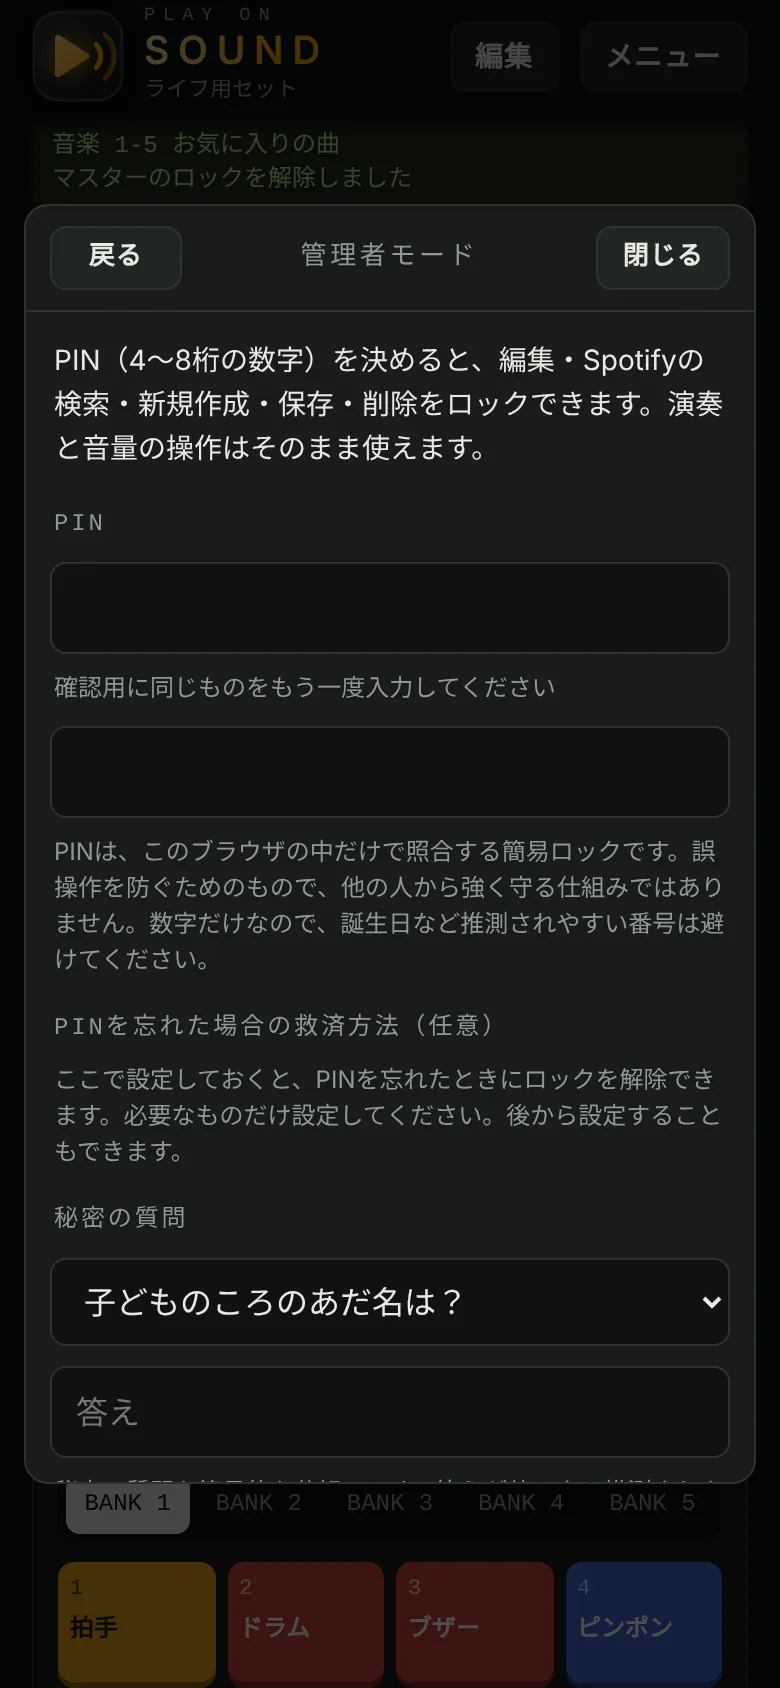 PLAY ON
SOUND
ライフ用セット
編集
メニュー
音楽 1-5 お気に入りの曲
マスターのロックを解除しました
戻る
管理者モード
閉じる
PIN（4〜8桁の数字）を決めると、編集・Spotifyの
検索・新規作成・保存・削除をロックできます。演奏
と音量の操作はそのまま使えます。
PIN
確認用に同じものをもう一度入力してください
PINは、このブラウザの中だけで照合する簡易ロックです。誤
操作を防ぐためのもので、他の人から強く守る仕組みではあり
ません。数字だけなので、誕生日など推測されやすい番号は避
けてください。
PINを忘れた場合の救済方法（任意）
ここで設定しておくと、PINを忘れたときにロックを解除でき
ます。必要なものだけ設定してください。後から設定すること
もできます。
秘密の質問
子どものころのあだ名は？
答え
BANK 1
BANK 2
BANK 3
BANK 4
BANK 5
1
拍手
2
ドラム
3
ブザー
4
ピンポン